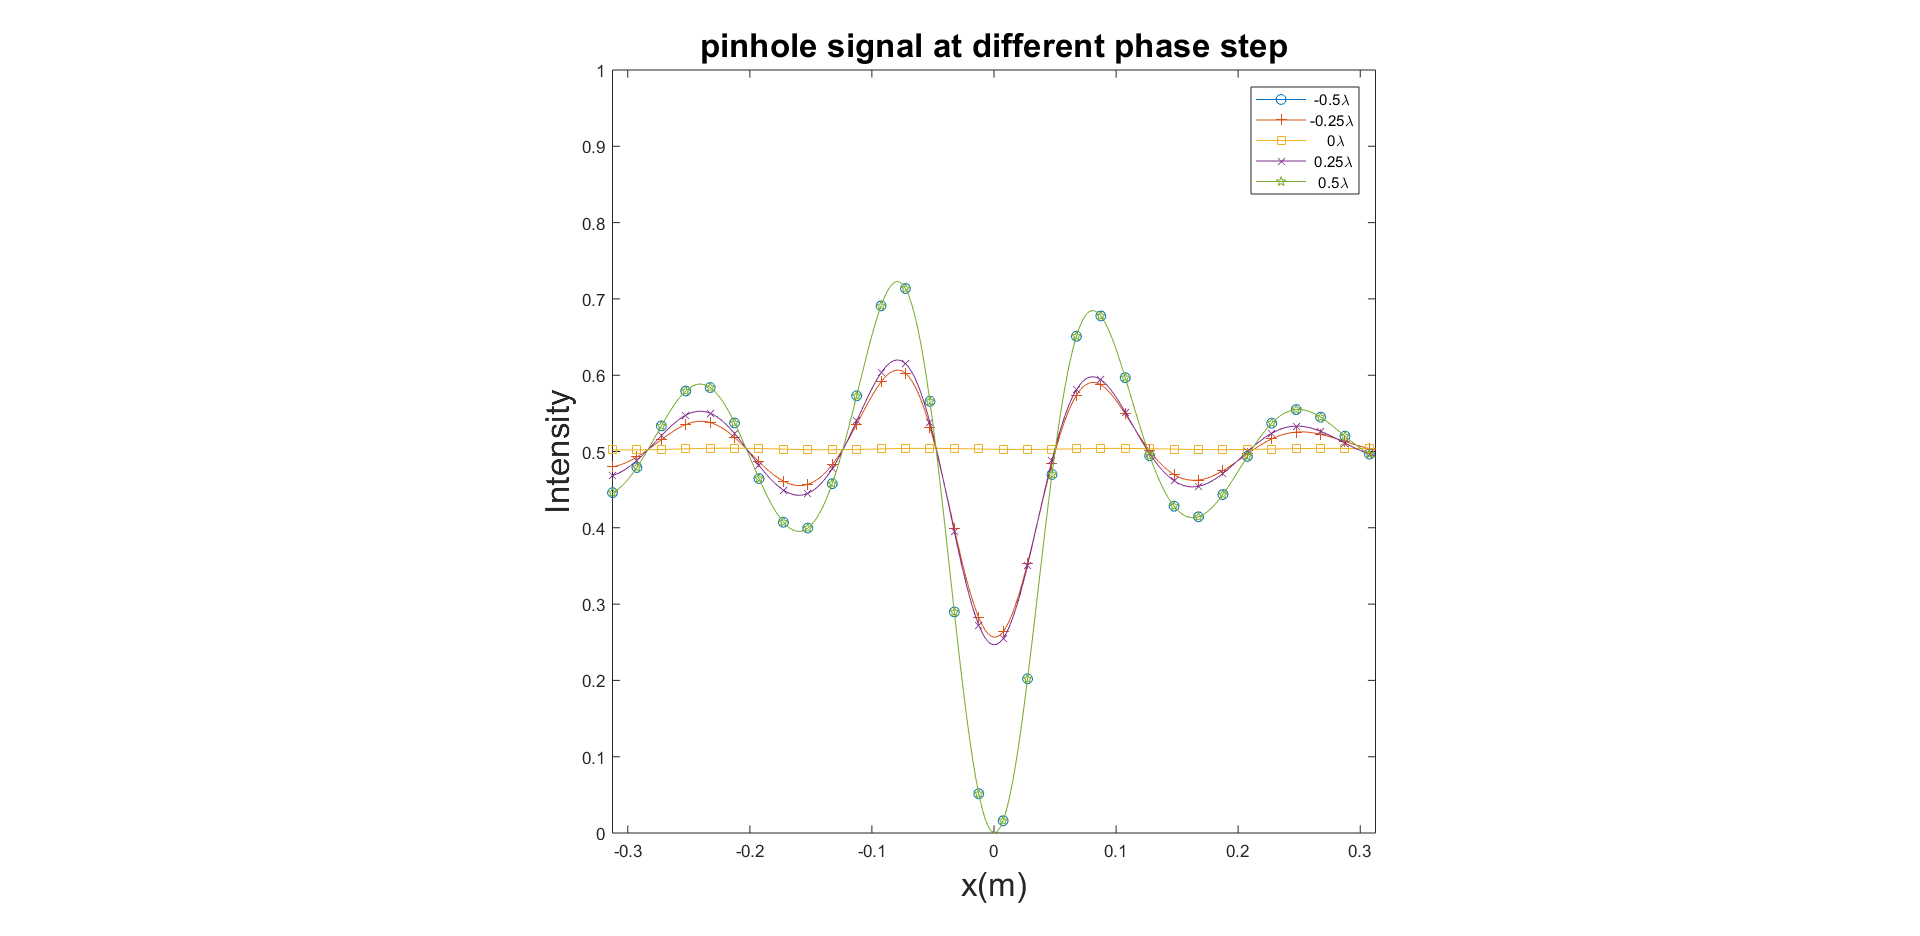 pinhole signal at different phase step
1
0.9
0.8
0.7
0.6
0.5
0.4
0.3
0.2
0.1
0
Intensity
-0.5λ
-0.25λ
0λ
0.25λ
0.5λ
-0.3 -0.2 -0.1 0 0.1 0.2 0.3
x(m)